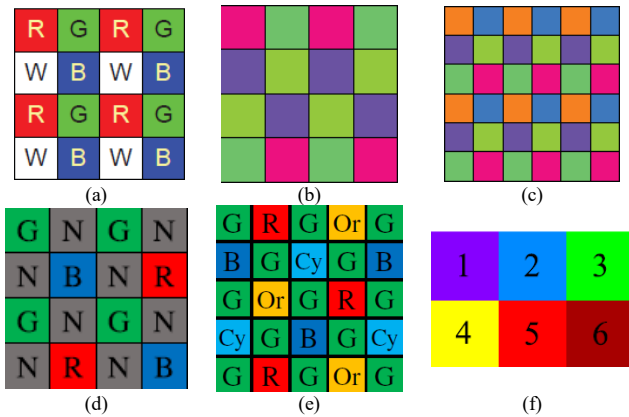 R G R G
W B W B
R G R G
W B W B
(a)
(b)
(c)
G N G N
N B N R
G N G N
N R N B
(d)
G R G Or G
B G Cy G B
G Or G R G
Cy G B G Cy
G R G Or G
(e)
1 2 3
4 5 6
(f)